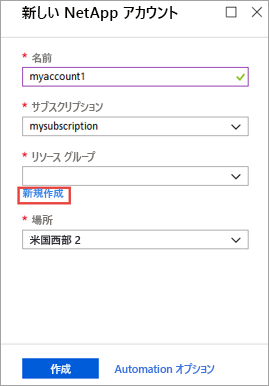 新しい NetApp アカウント
* 名前
myaccount1
* サブスクリプション
mysubscription
* リソース グループ
新規作成
* 場所
米国西部 2
作成
Automation オプション